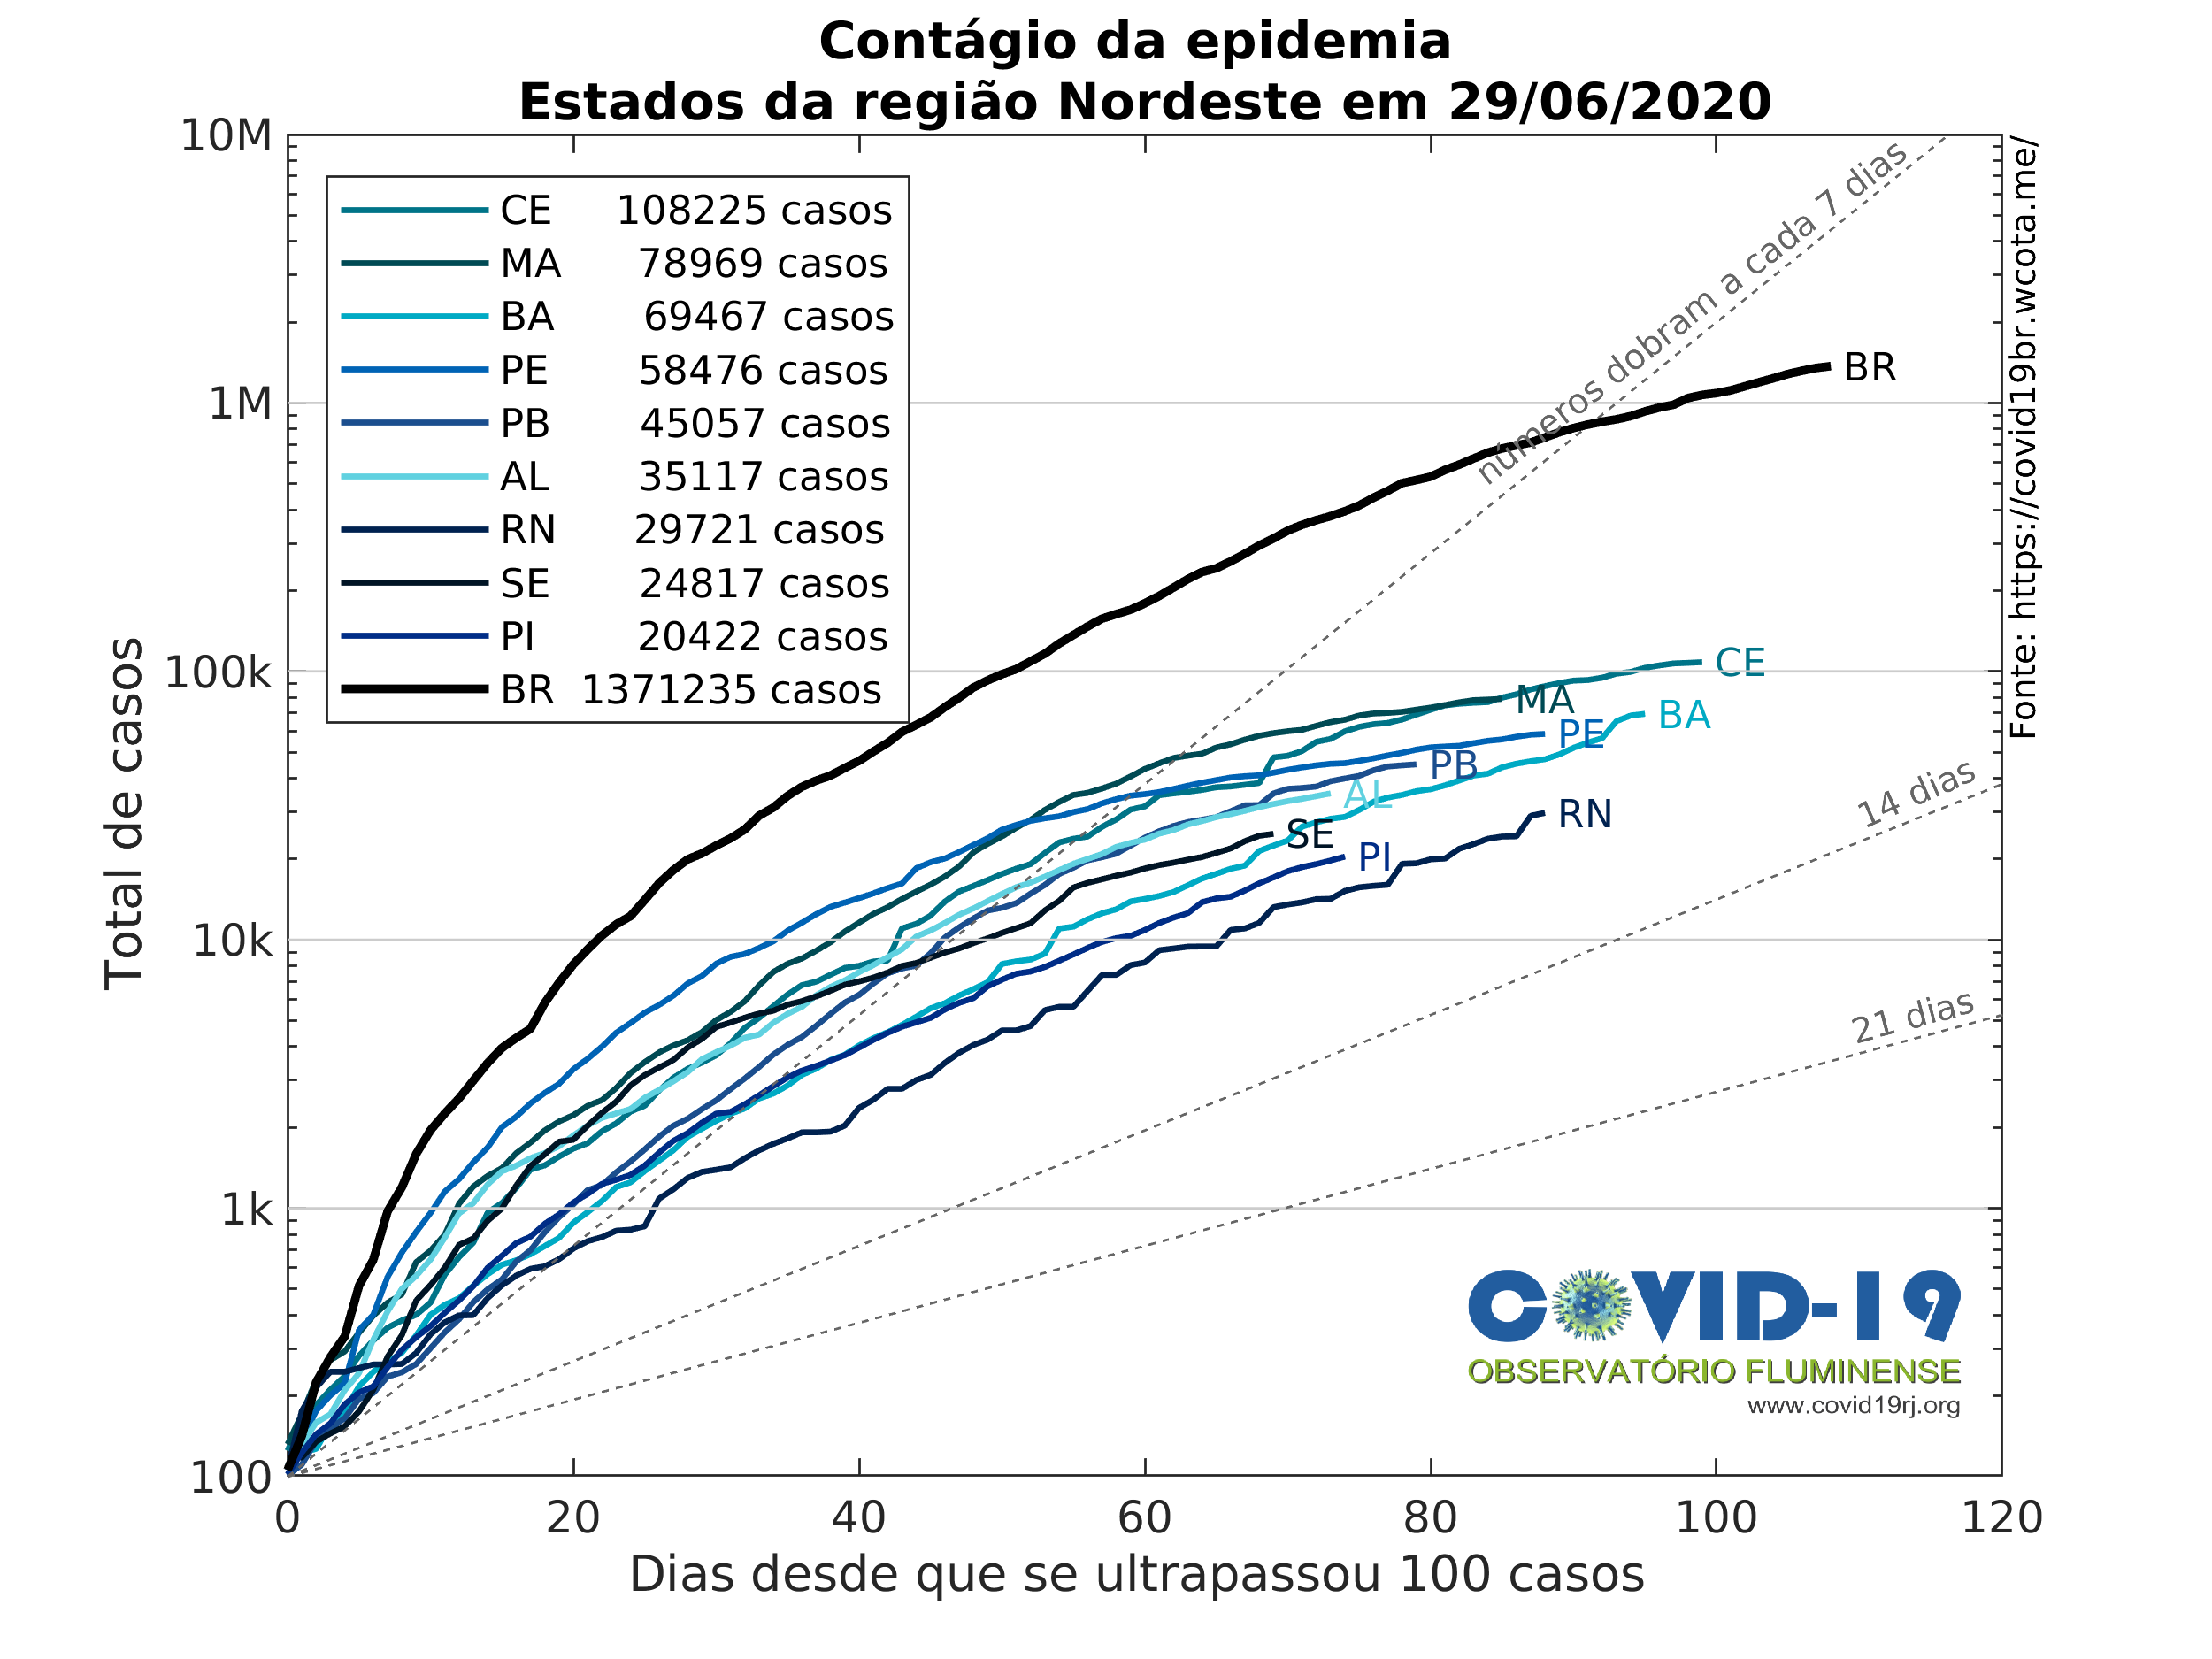 Contágio da epidemia
Estados da região Nordeste em 29/06/2020
10M
1M
100k
10k
1k
100
Total de casos
CE 108225 casos
MA 78969 casos
BA 69467 casos
PE 58476 casos
PB 45057 casos
AL 35117 casos
RN 29721 casos
SE 24817 casos
PI 20422 casos
BR 1371235 casos
números dobram a cada 7 dias
BR
CE
MA
BA
PE
PB
AL
RN
SE
PI
14 dias
21 dias
Fonte: https://covid19br.wcota.me/
COVID-19
OBSERVATÓRIO FLUMINENSE
www.covid19rj.org
0 20 40 60 80 100 120
Dias desde que se ultrapassou 100 casos